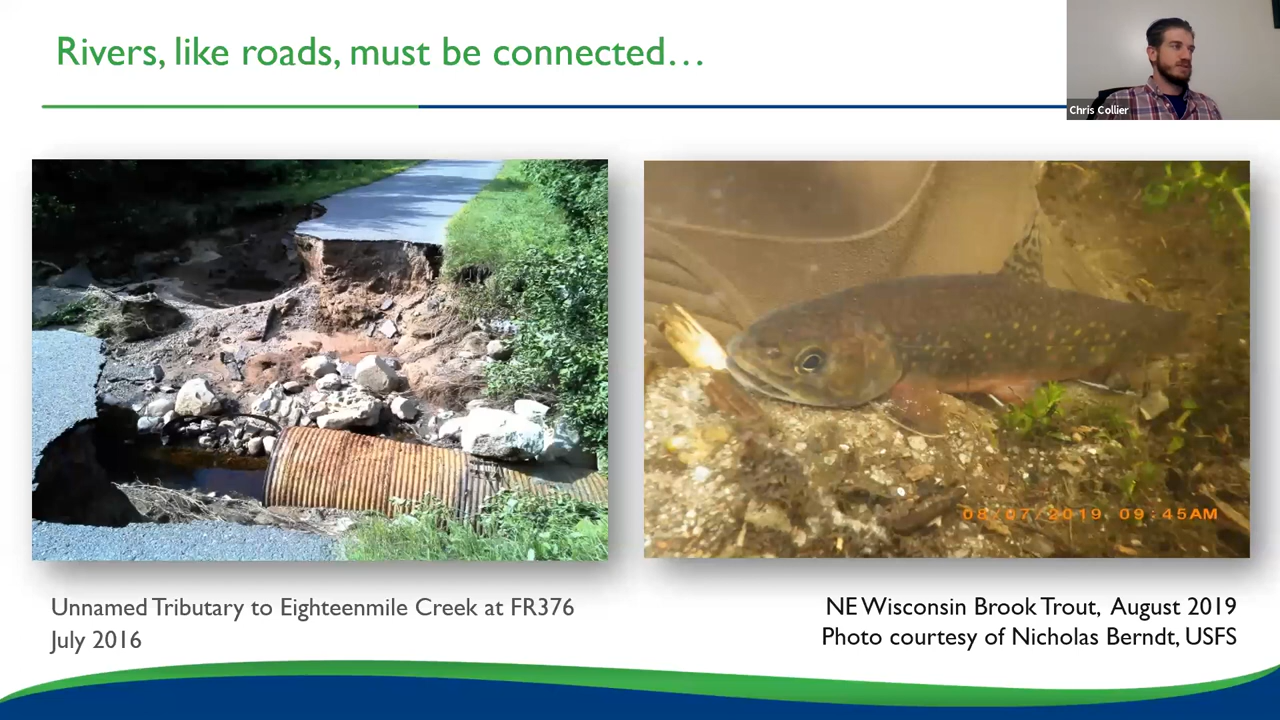 Rivers, like roads, must be connected…
Chris Collier
08/07/2019 09:45AM
Unnamed Tributary to Eighteenmile Creek at FR376
July 2016
NE Wisconsin Brook Trout, August 2019
Photo courtesy of Nicholas Berndt, USFS